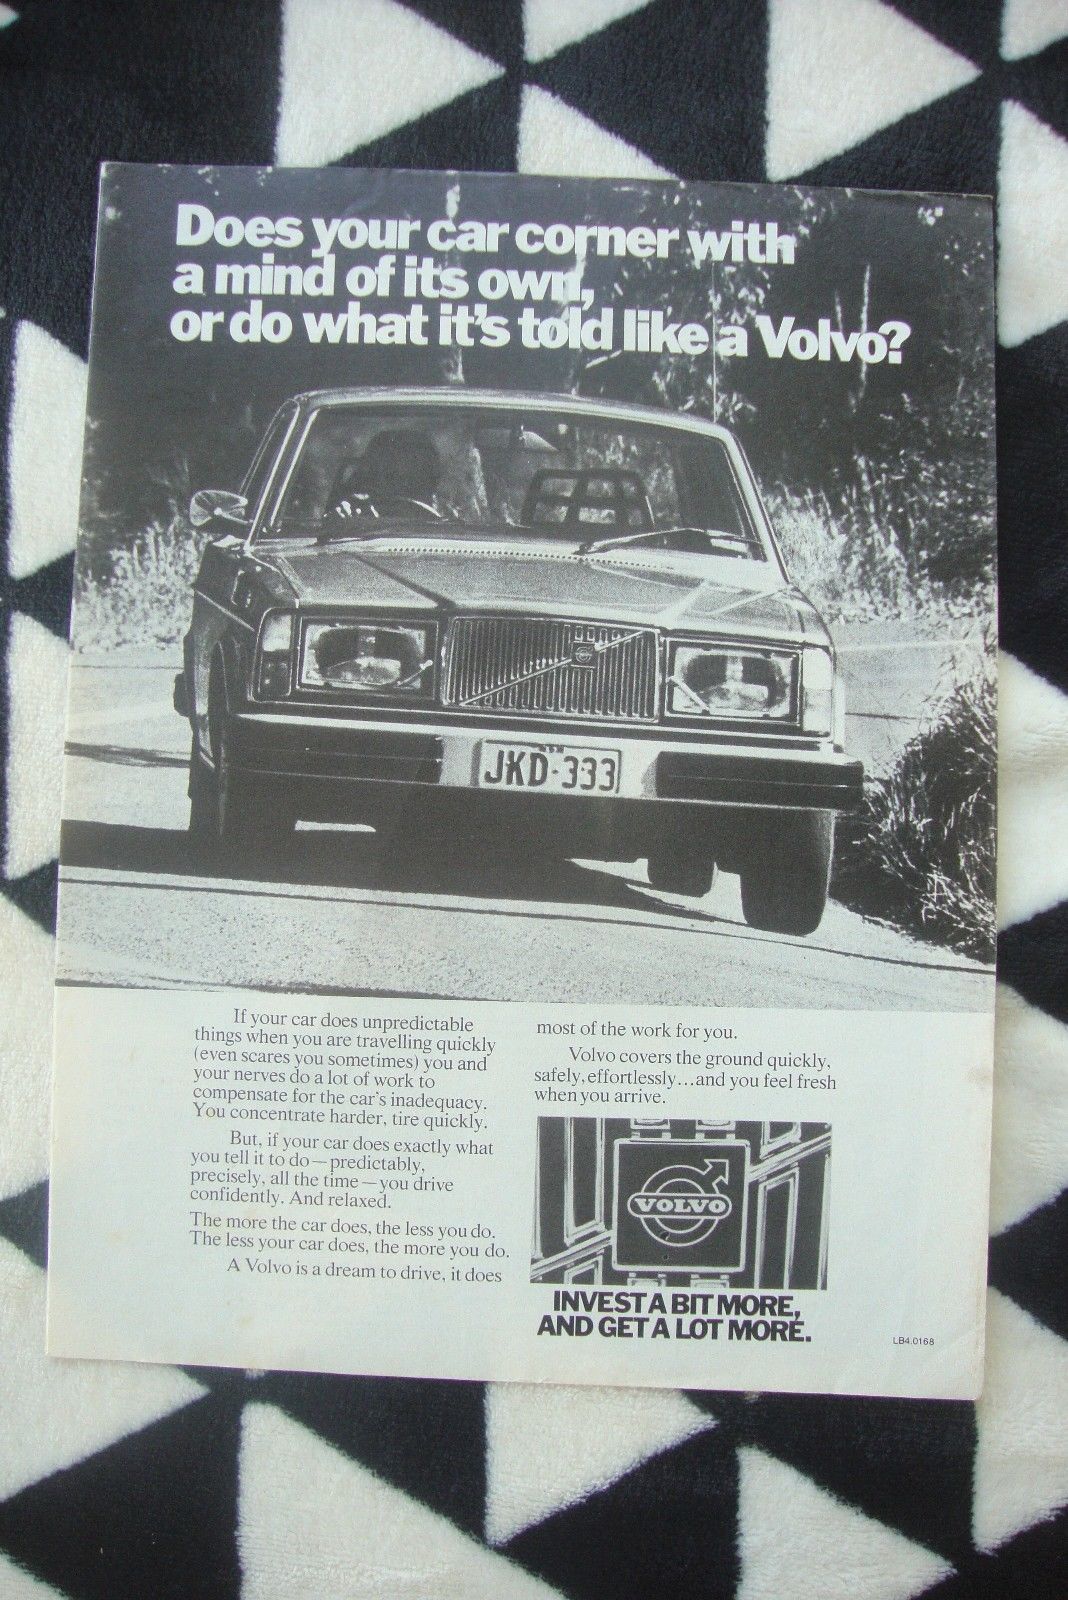 Does your car corner with
a mind of its own,
or do what it's told like a Volvo?
JKD·333
If your car does unpredictable
things when you are travelling quickly
(even scares you sometimes) you and
your nerves do a lot of work to
compensate for the car's inadequacy.
You concentrate harder, tire quickly.
But, if your car does exactly what
you tell it to do—predictably,
precisely, all the time—you drive
confidently. And relaxed.
The more the car does, the less you do.
The less your car does, the more you do.
A Volvo is a dream to drive, it does
most of the work for you.
Volvo covers the ground quickly,
safely, effortlessly...and you feel fresh
when you arrive.
VOLVO
INVEST A BIT MORE,
AND GET A LOT MORE.
LB4.0168